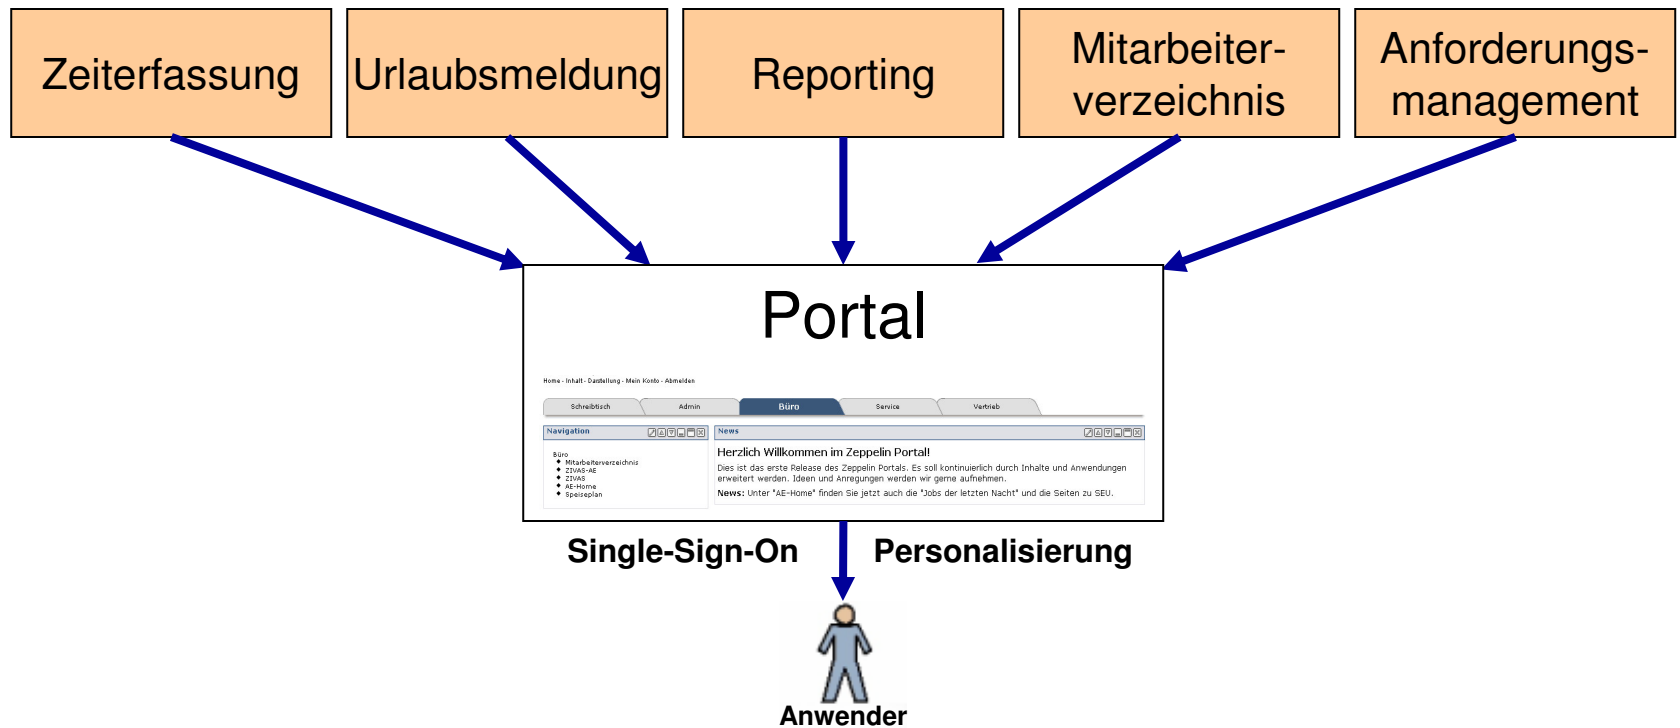 Zeiterfassung
Urlaubsmeldung
Reporting
Mitarbeiter-
verzeichnis
Anforderungs-
management
Portal
Home - Inhalt - Darstellung - Mein Konto - Abmelden
Schreibtisch
Admin
Büro
Service
Vertrieb
Navigation
Büro
Mitarbeiterverzeichnis
ZIVAS-AE
ZIVAS
AE-Home
Speiseplan
News
Herzlich Willkommen im Zeppelin Portal!
Dies ist das erste Release des Zeppelin Portals. Es soll kontinuierlich durch Inhalte und Anwendungen
erweitert werden. Ideen und Anregungen werden wir gerne aufnehmen.
News: Unter "AE-Home" finden Sie jetzt auch die "Jobs der letzten Nacht" und die Seiten zu SEU.
Single-Sign-On
Personalisierung
Anwender